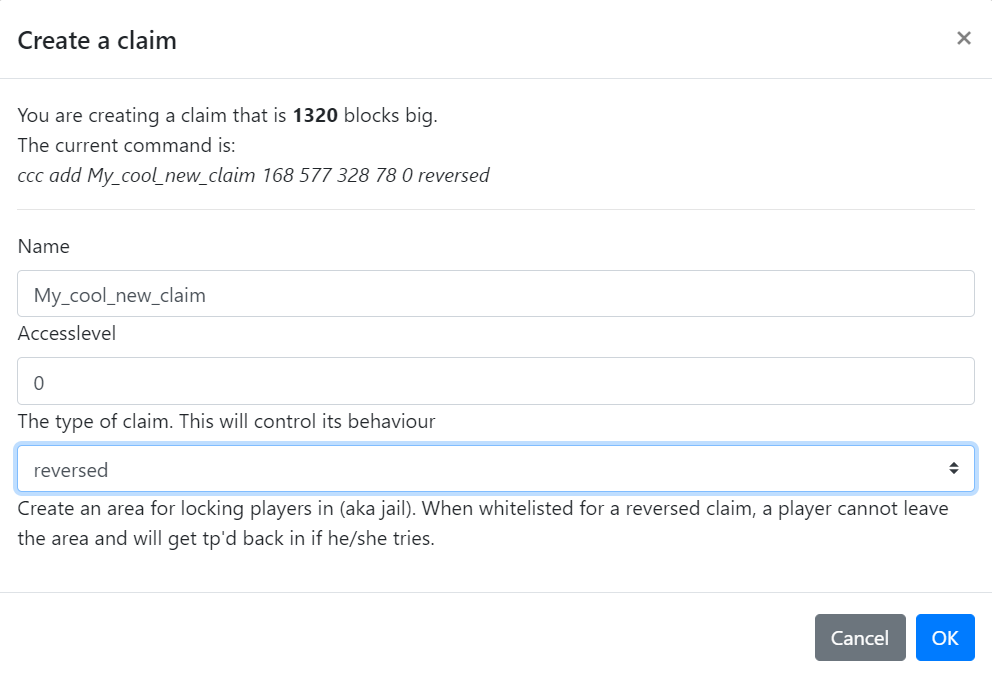 Create a claim
×
You are creating a claim that is 1320 blocks big.
The current command is:
ccc add My_cool_new_claim 168 577 328 78 0 reversed
Name
My_cool_new_claim
Accesslevel
0
The type of claim. This will control its behaviour
reversed
Create an area for locking players in (aka jail). When whitelisted for a reversed claim, a player cannot leave
the area and will get tp'd back in if he/she tries.
Cancel
OK